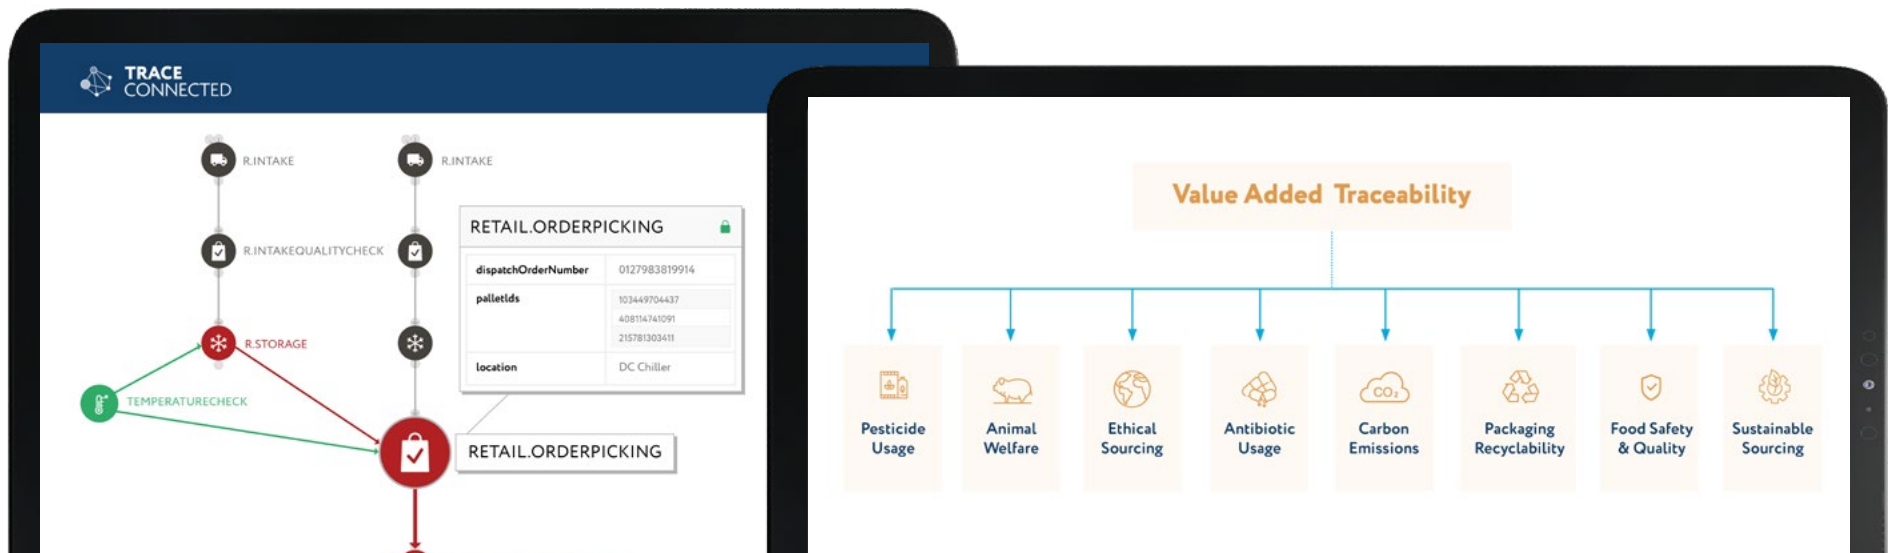 TRACE
CONNECTED
R.INTAKE
R.INTAKE
R.INTAKEQUALITYCHECK
R.STORAGE
TEMPERATURECHECK
RETAIL.ORDERPICKING
dispatchOrderNumber 0127983819914
palletIds 103449704437
408114741091
215781303411
location DC Chiller
RETAIL.ORDERPICKING
Value Added Traceability
Pesticide
Usage
Animal
Welfare
Ethical
Sourcing
Antibiotic
Usage
CO2
Carbon
Emissions
Packaging
Recyclability
Food Safety
& Quality
Sustainable
Sourcing